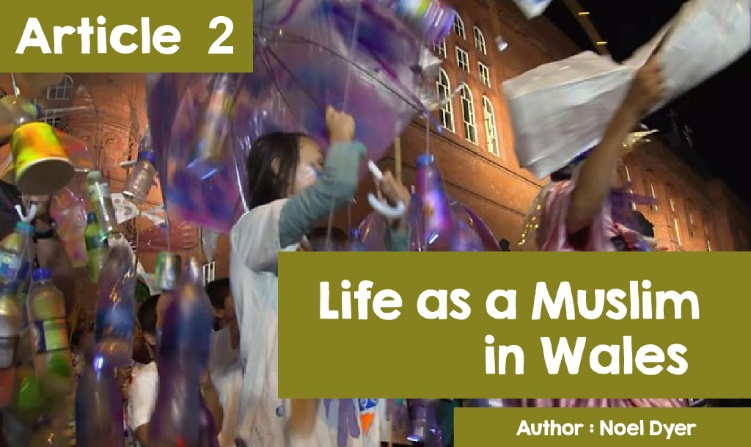 Article 2
Life as a Muslim
in Wales
Author : Noel Dyer